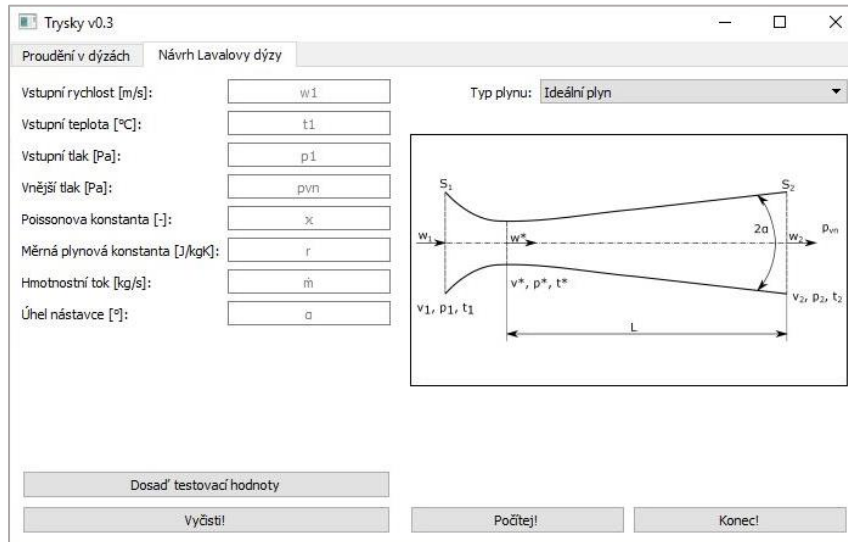 Trysky v0.3
Proudění v dýzách Návrh Lavalovy dýzy
Vstupní rychlost [m/s]: w1
Typ plynu: Ideální plyn
Vstupní teplota [°C]: t1
Vstupní tlak [Pa]: p1
Vnější tlak [Pa]: pvn
Poissonova konstanta [-]: ϰ
Měrná plynová konstanta [J/kgK]: r
Hmotnostní tok [kg/s]: ṁ
Úhel nástavce [°]: α
S₁ S₂
w₁ w* 2α w₂ pᵥₙ
v*, p*, t*
v₁, p₁, t₁ v₂, p₂, t₂
L
Dosaď testovací hodnoty
Vyčisti! Počítej! Konec!